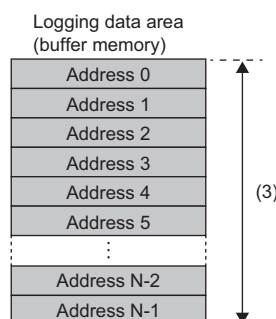 Logging data area
(buffer memory)
Address 0
Address 1
Address 2
Address 3
Address 4
(3)
Address 5
⋮
Address N-2
Address N-1